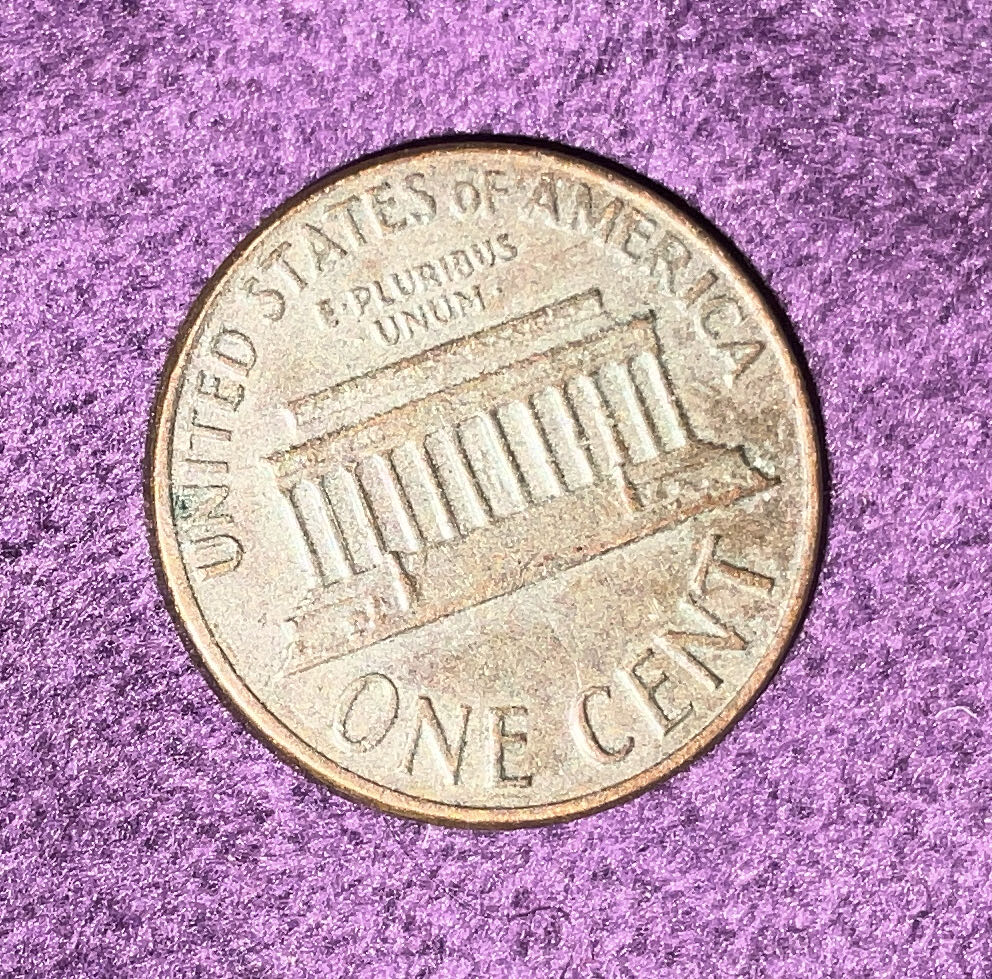 UNITED STATES oF AMERICA
E·PLURIBUS
UNUM·
ONE CENT